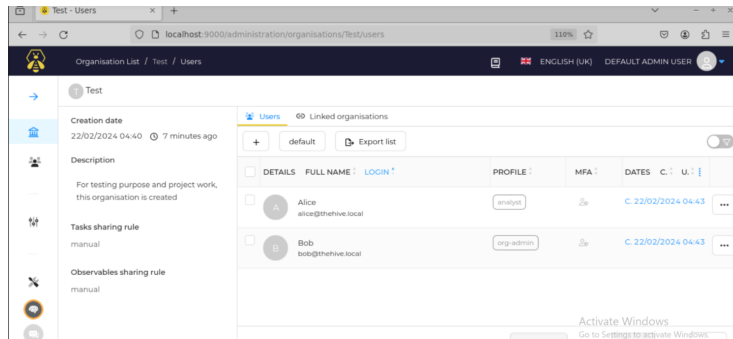 Test - Users
localhost:9000/administration/organisations/Test/users
110%
Organisation List / Test / Users
ENGLISH (UK)
DEFAULT ADMIN USER
T Test
Creation date
22/02/2024 04:40 7 minutes ago
Description
For testing purpose and project work,
this organisation is created
Tasks sharing rule
manual
Observables sharing rule
manual
Users Linked organisations
+ default Export list
DETAILS FULL NAME LOGIN PROFILE MFA DATES C. U.
A Alice analyst C. 22/02/2024 04:43
alice@thehive.local
B Bob org-admin C. 22/02/2024 04:43
bob@thehive.local
Activate Windows
Go to Settings to activate Windows.